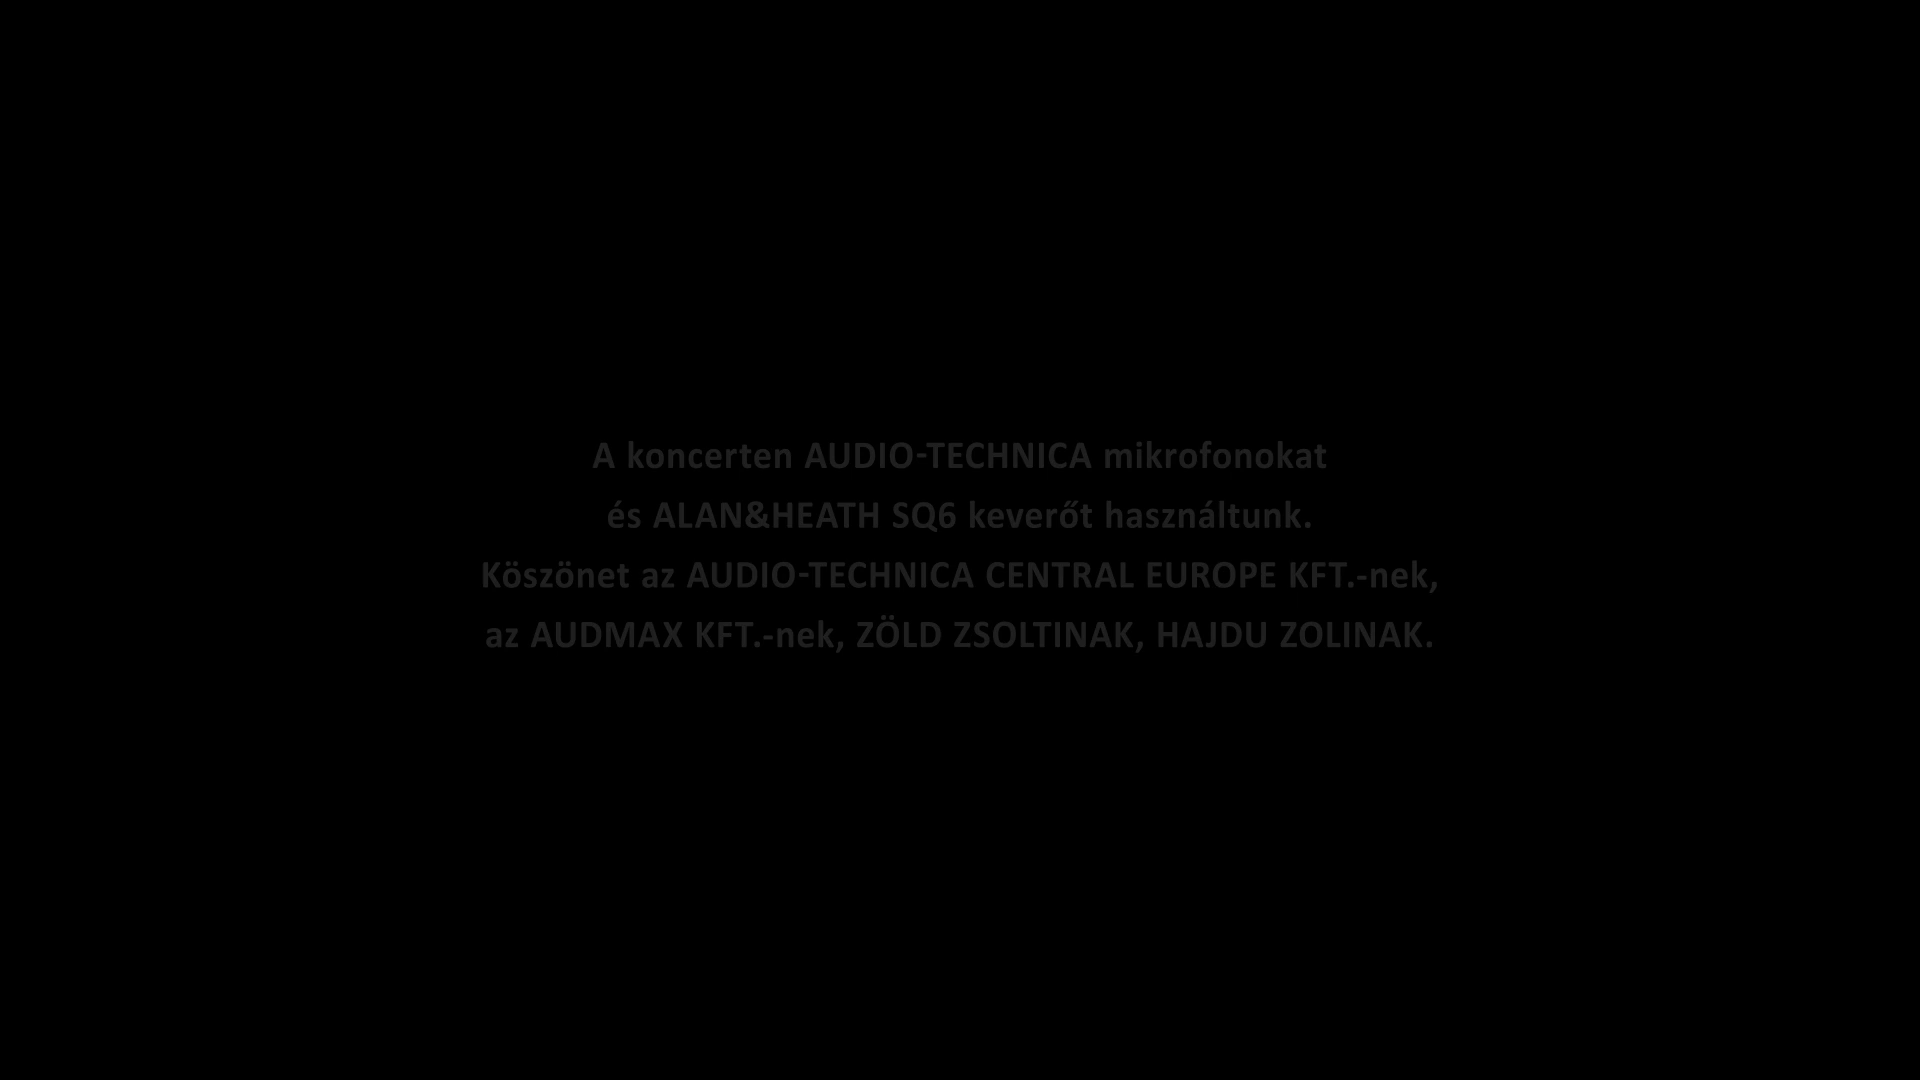 A koncerten AUDIO-TECHNICA mikrofonokat
és ALAN&HEATH SQ6 keverőt használtunk.
Köszönet az AUDIO-TECHNICA CENTRAL EUROPE KFT.-nek,
az AUDMAX KFT.-nek, ZÖLD ZSOLTINAK, HAJDU ZOLINAK.